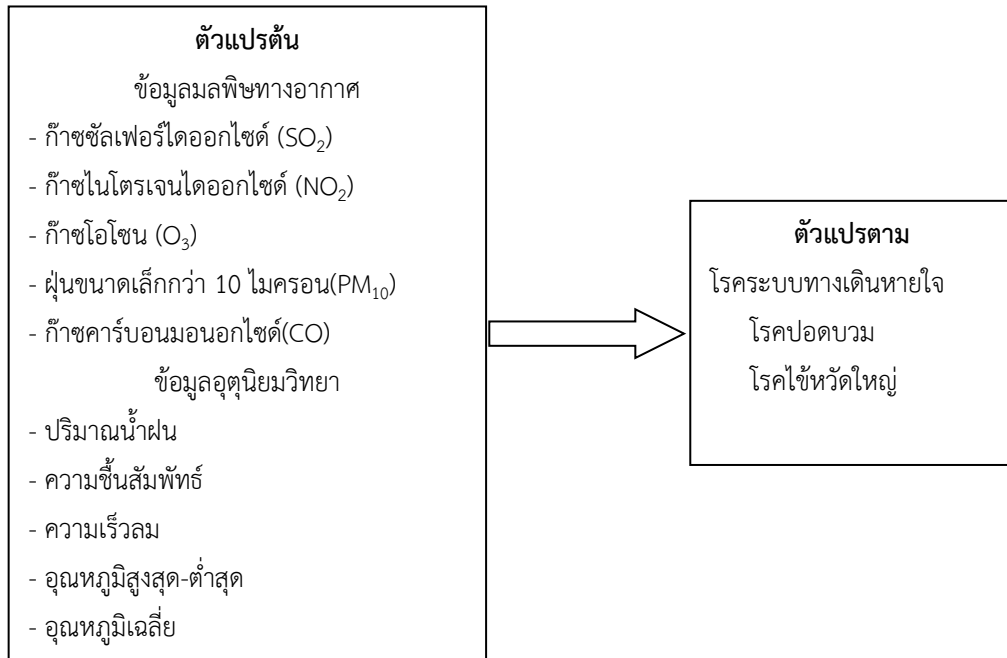 ตัวแปรต้น
ข้อมูลมลพิษทางอากาศ
- ก๊าซซัลเฟอร์ไดออกไซด์ (SO₂)
- ก๊าซไนโตรเจนไดออกไซด์ (NO₂)
- ก๊าซโอโซน (O₃)
- ฝุ่นขนาดเล็กกว่า 10 ไมครอน(PM₁₀)
- ก๊าซคาร์บอนมอนอกไซด์(CO)
ข้อมูลอุตุนิยมวิทยา
- ปริมาณน้ำฝน
- ความชื้นสัมพัทธ์
- ความเร็วลม
- อุณหภูมิสูงสุด-ต่ำสุด
- อุณหภูมิเฉลี่ย
ตัวแปรตาม
โรคระบบทางเดินหายใจ
โรคปอดบวม
โรคไข้หวัดใหญ่